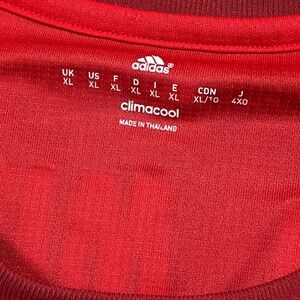 adidas®
UK US F D I E CDN J
XL XL XL XL XL XL XL/TG 4XO
climacool
MADE IN THAILAND